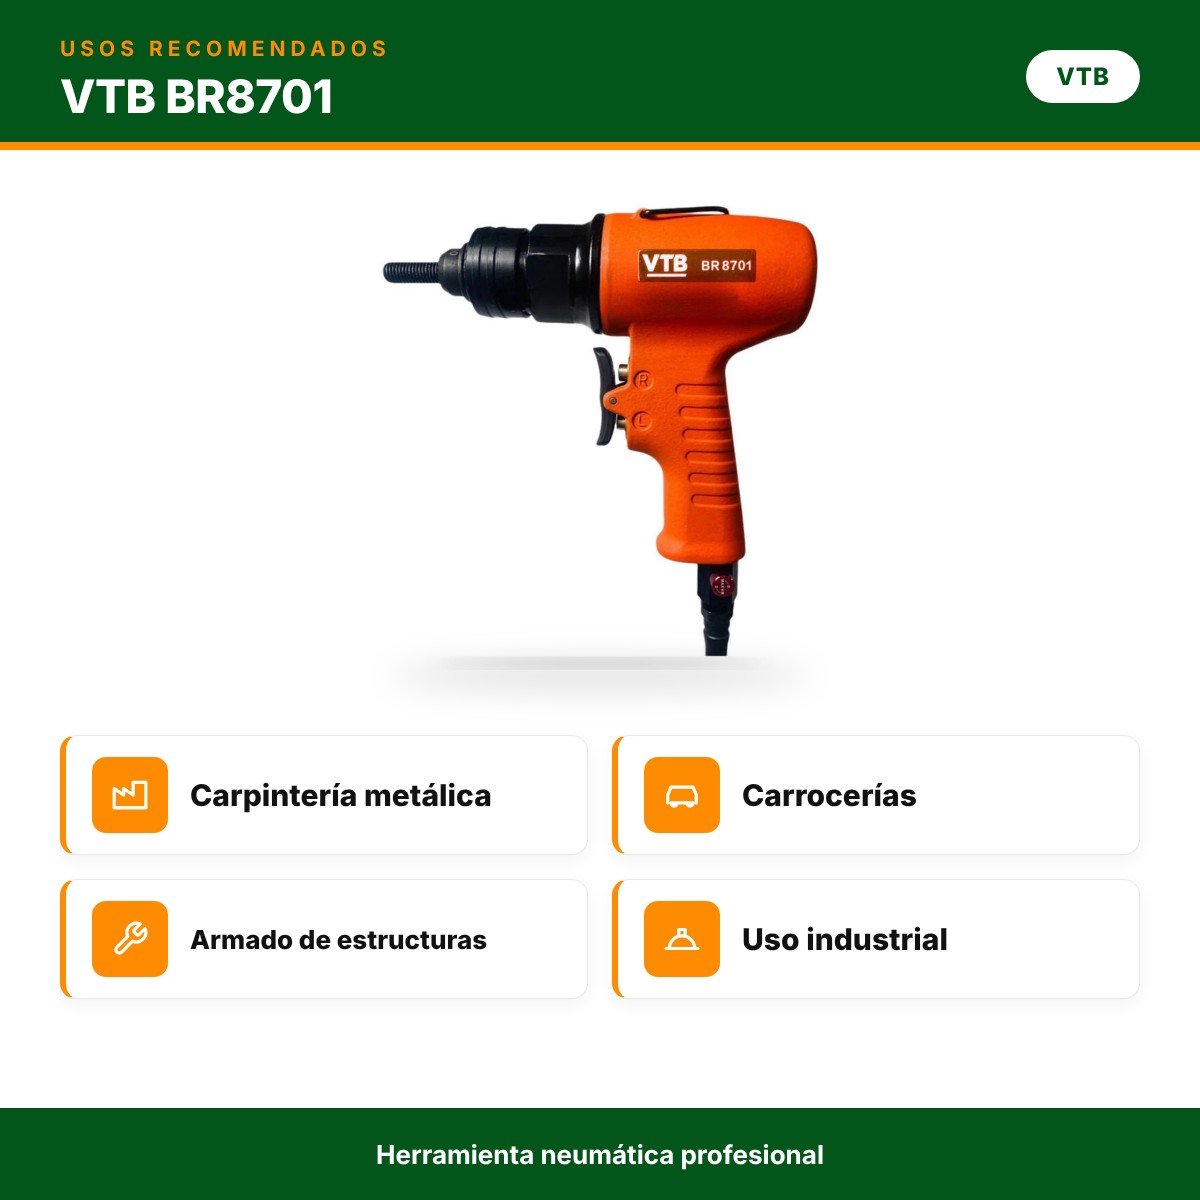 USOS RECOMENDADOS
VTB BR8701
VTB
VTB BR8701
R
L
Carpintería metálica
Carrocerías
Armado de estructuras
Uso industrial
Herramienta neumática profesional